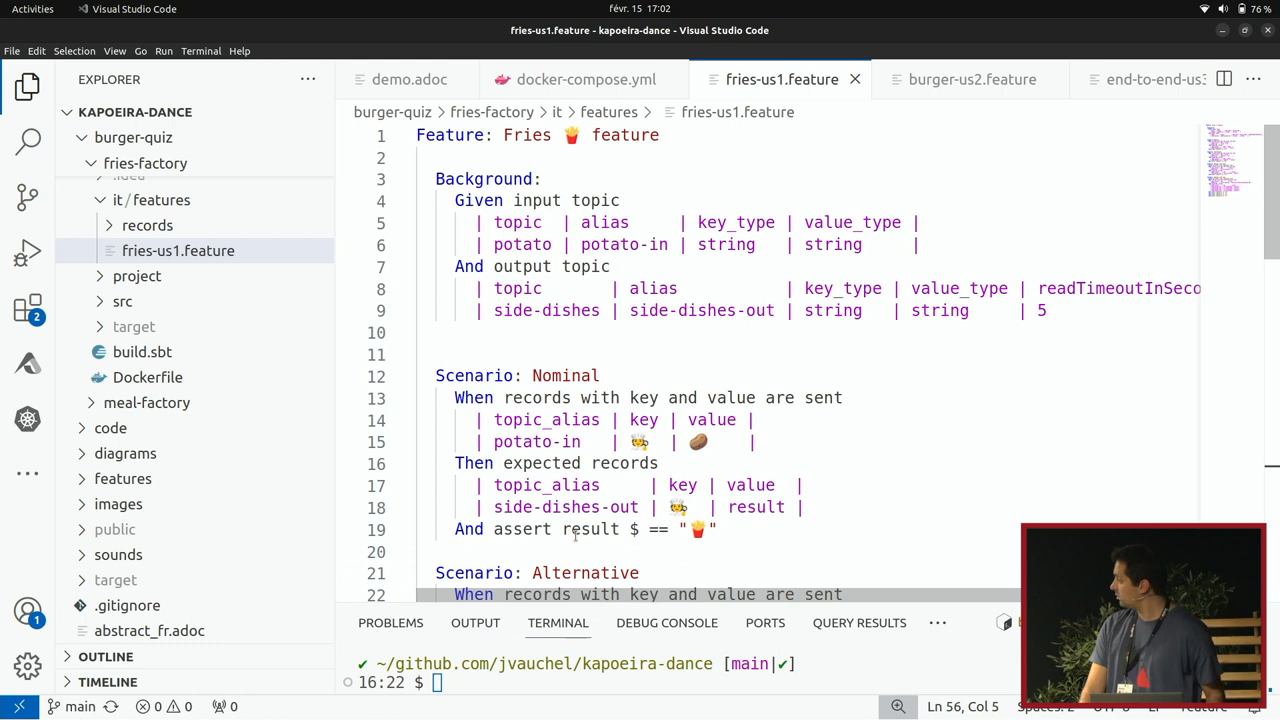 Activities Visual Studio Code févr. 15 17:02 76 %
fries-us1.feature - kapoeira-dance - Visual Studio Code
File Edit Selection View Go Run Terminal Help
EXPLORER
KAPOEIRA-DANCE
burger-quiz
fries-factory
.idea
it / features
records
fries-us1.feature
project
src
target
build.sbt
Dockerfile
meal-factory
code
diagrams
features
images
public
sounds
target
.gitignore
abstract_fr.adoc
OUTLINE
TIMELINE
2
1
demo.adoc docker-compose.yml fries-us1.feature burger-us2.feature end-to-end-us3
burger-quiz > fries-factory > it > features > fries-us1.feature
1 Feature: Fries 🍟 feature
2
3 Background:
4 Given input topic
5 | topic | alias | key_type | value_type |
6 | potato | potato-in | string | string |
7 And output topic
8 | topic | alias | key_type | value_type | readTimeoutInSeco
9 | side-dishes | side-dishes-out | string | string | 5
10
11
12 Scenario: Nominal
13 When records with key and value are sent
14 | topic_alias | key | value |
15 | potato-in | 🧑‍🍳 | 🥔 |
16 Then expected records
17 | topic_alias | key | value |
18 | side-dishes-out | 🧑‍🍳 | result |
19 And assert result $ == "🍟"
20
21 Scenario: Alternative
22 When records with key and value are sent
PROBLEMS OUTPUT TERMINAL DEBUG CONSOLE PORTS QUERY RESULTS
✔ ~/github.com/jvauchel/kapoeira-dance [main|✔]
16:22 $
main 0 0 0 Ln 56, Col 5